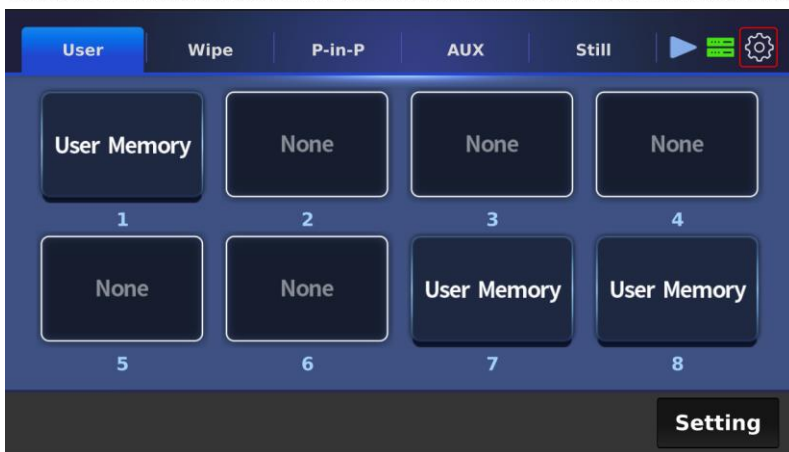 User Wipe P-in-P AUX Still
User Memory None None None
1 2 3 4
None None User Memory User Memory
5 6 7 8
Setting